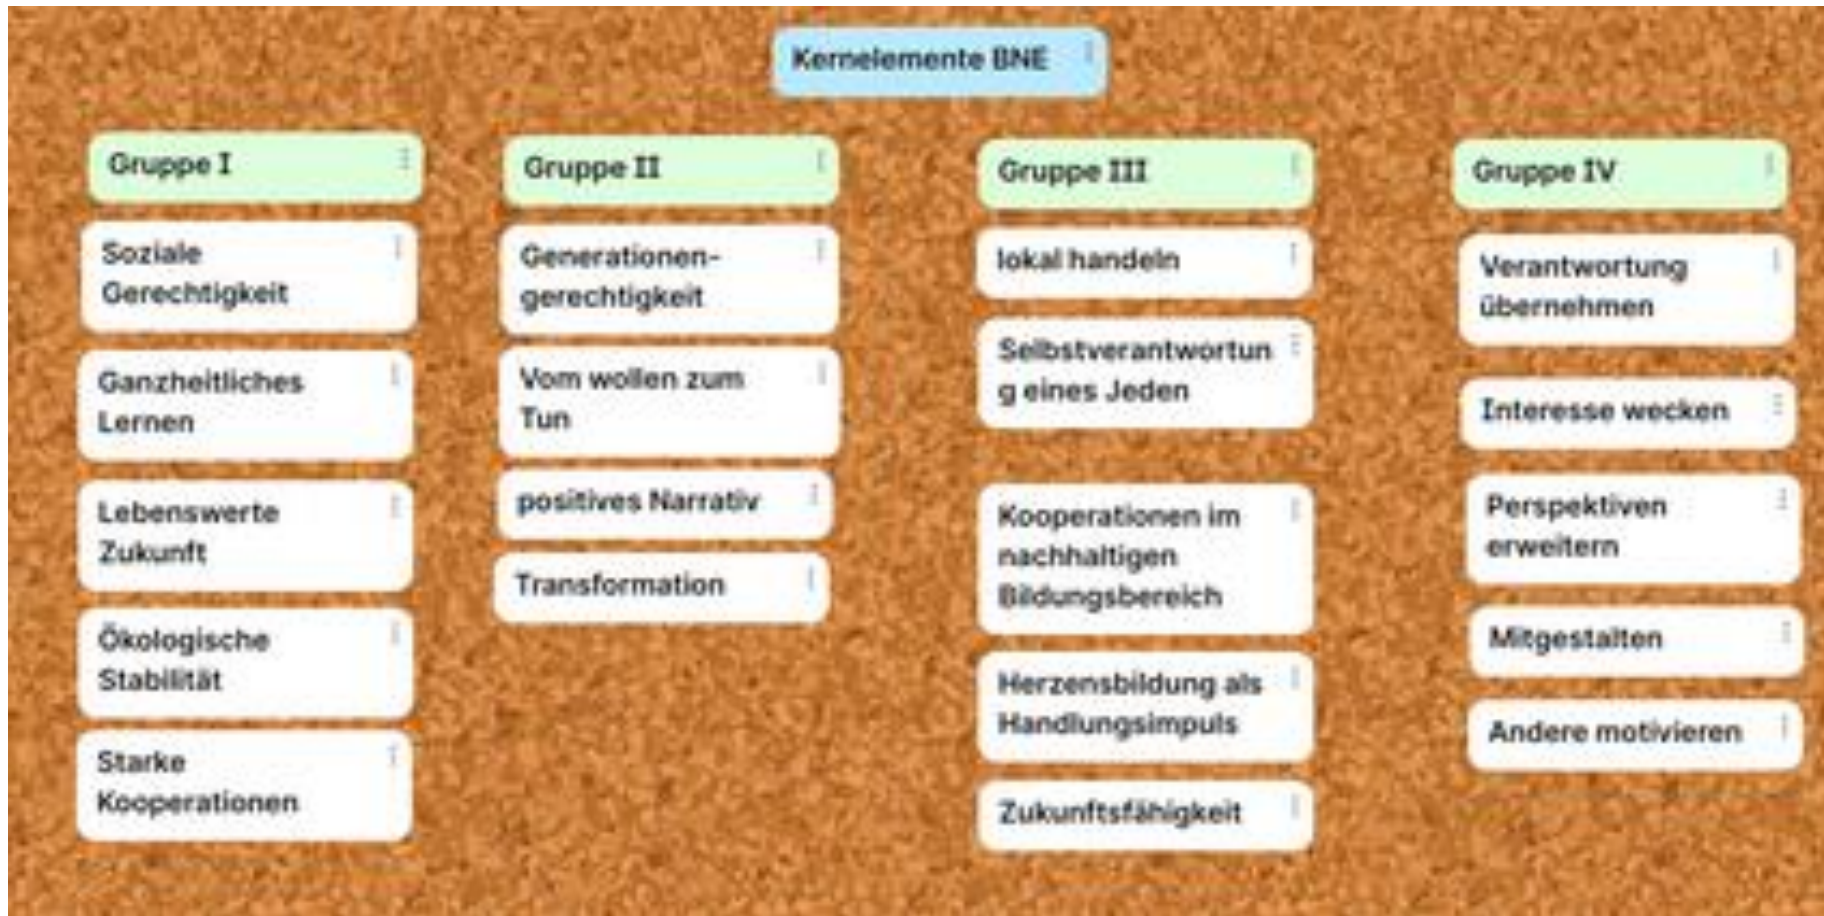 Kernelemente BNE
Gruppe I
Soziale
Gerechtigkeit
Ganzheitliches
Lernen
Lebenswerte
Zukunft
Ökologische
Stabilität
Starke
Kooperationen
Gruppe II
Generationen-
gerechtigkeit
Vom wollen zum
Tun
positives Narrativ
Transformation
Gruppe III
lokal handeln
Selbstverantwortun
g eines Jeden
Kooperationen im
nachhaltigen
Bildungsbereich
Herzensbildung als
Handlungsimpuls
Zukunftsfähigkeit
Gruppe IV
Verantwortung
übernehmen
Interesse wecken
Perspektiven
erweitern
Mitgestalten
Andere motivieren